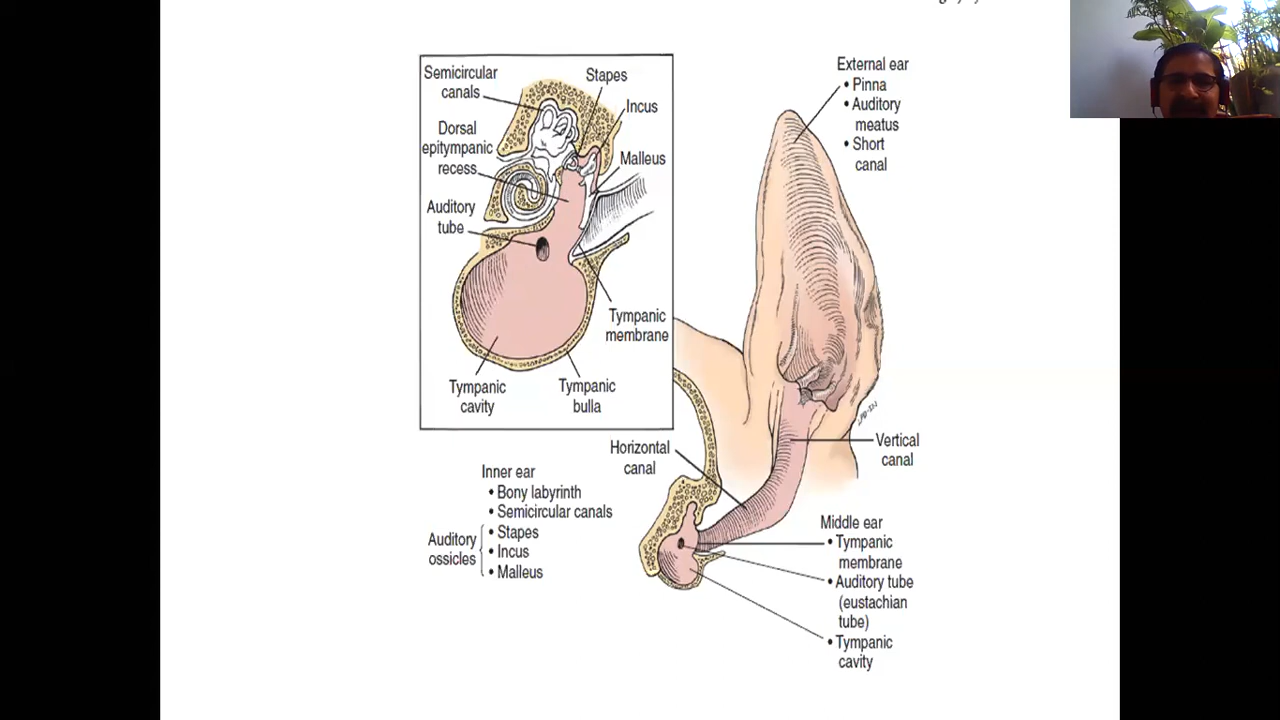 Semicircular
canals
Stapes
Incus
Dorsal
epitympanic
recess
Malleus
Auditory
tube
Tympanic
membrane
Tympanic
cavity
Tympanic
bulla
External ear
• Pinna
• Auditory
meatus
• Short
canal
Horizontal
canal
Vertical
canal
Inner ear
• Bony labyrinth
• Semicircular canals
Auditory
ossicles
• Stapes
• Incus
• Malleus
Middle ear
• Tympanic
membrane
• Auditory tube
(eustachian
tube)
• Tympanic
cavity